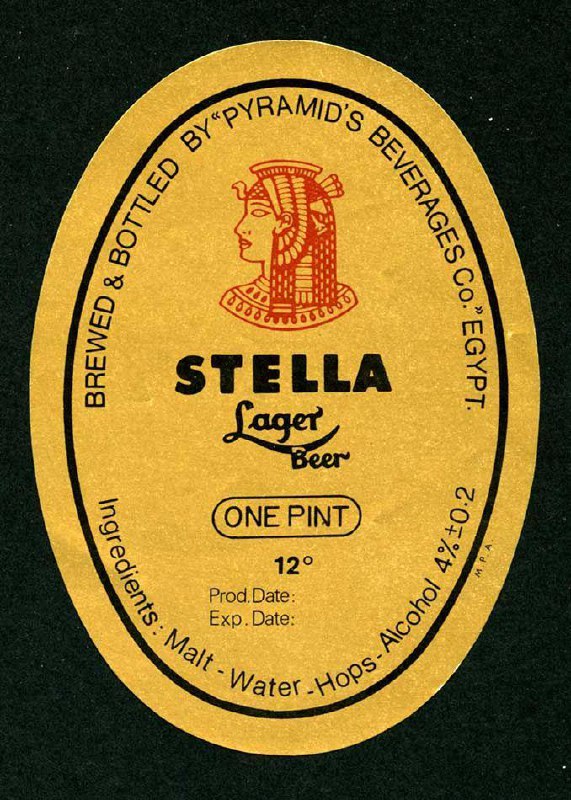 BREWED & BOTTLED BY "PYRAMID'S BEVERAGES Co." EGYPT.
STELLA
Lager
Beer
ONE PINT
12°
Prod.Date:
Exp. Date:
Ingredients: Malt - Water - Hops - Alcohol 4%±0.2
M.P.A.